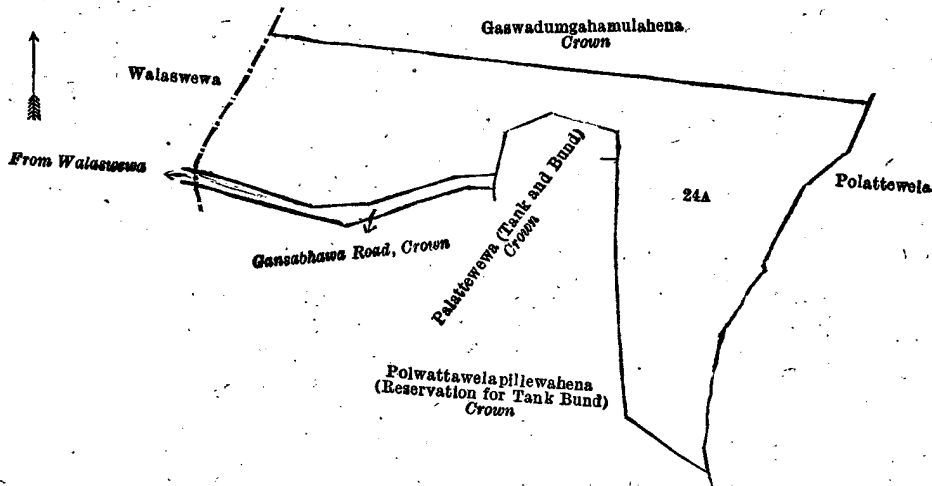 Gaswadumgahamulahena
Crown
Walaswewa
From Walaswewa
Polattewela
24A
Gansabhawa Road, Crown
Palattewewa (Tank and Bund)
Crown
Polwattawelapillewahena
(Reservation for Tank Bund)
Crown